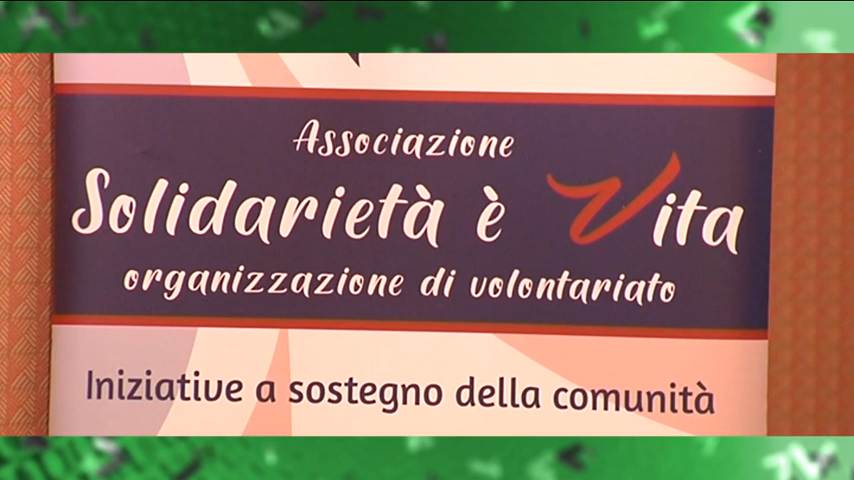 Associazione
Solidarietà è Vita
organizzazione di volontariato
Iniziative a sostegno della comunità